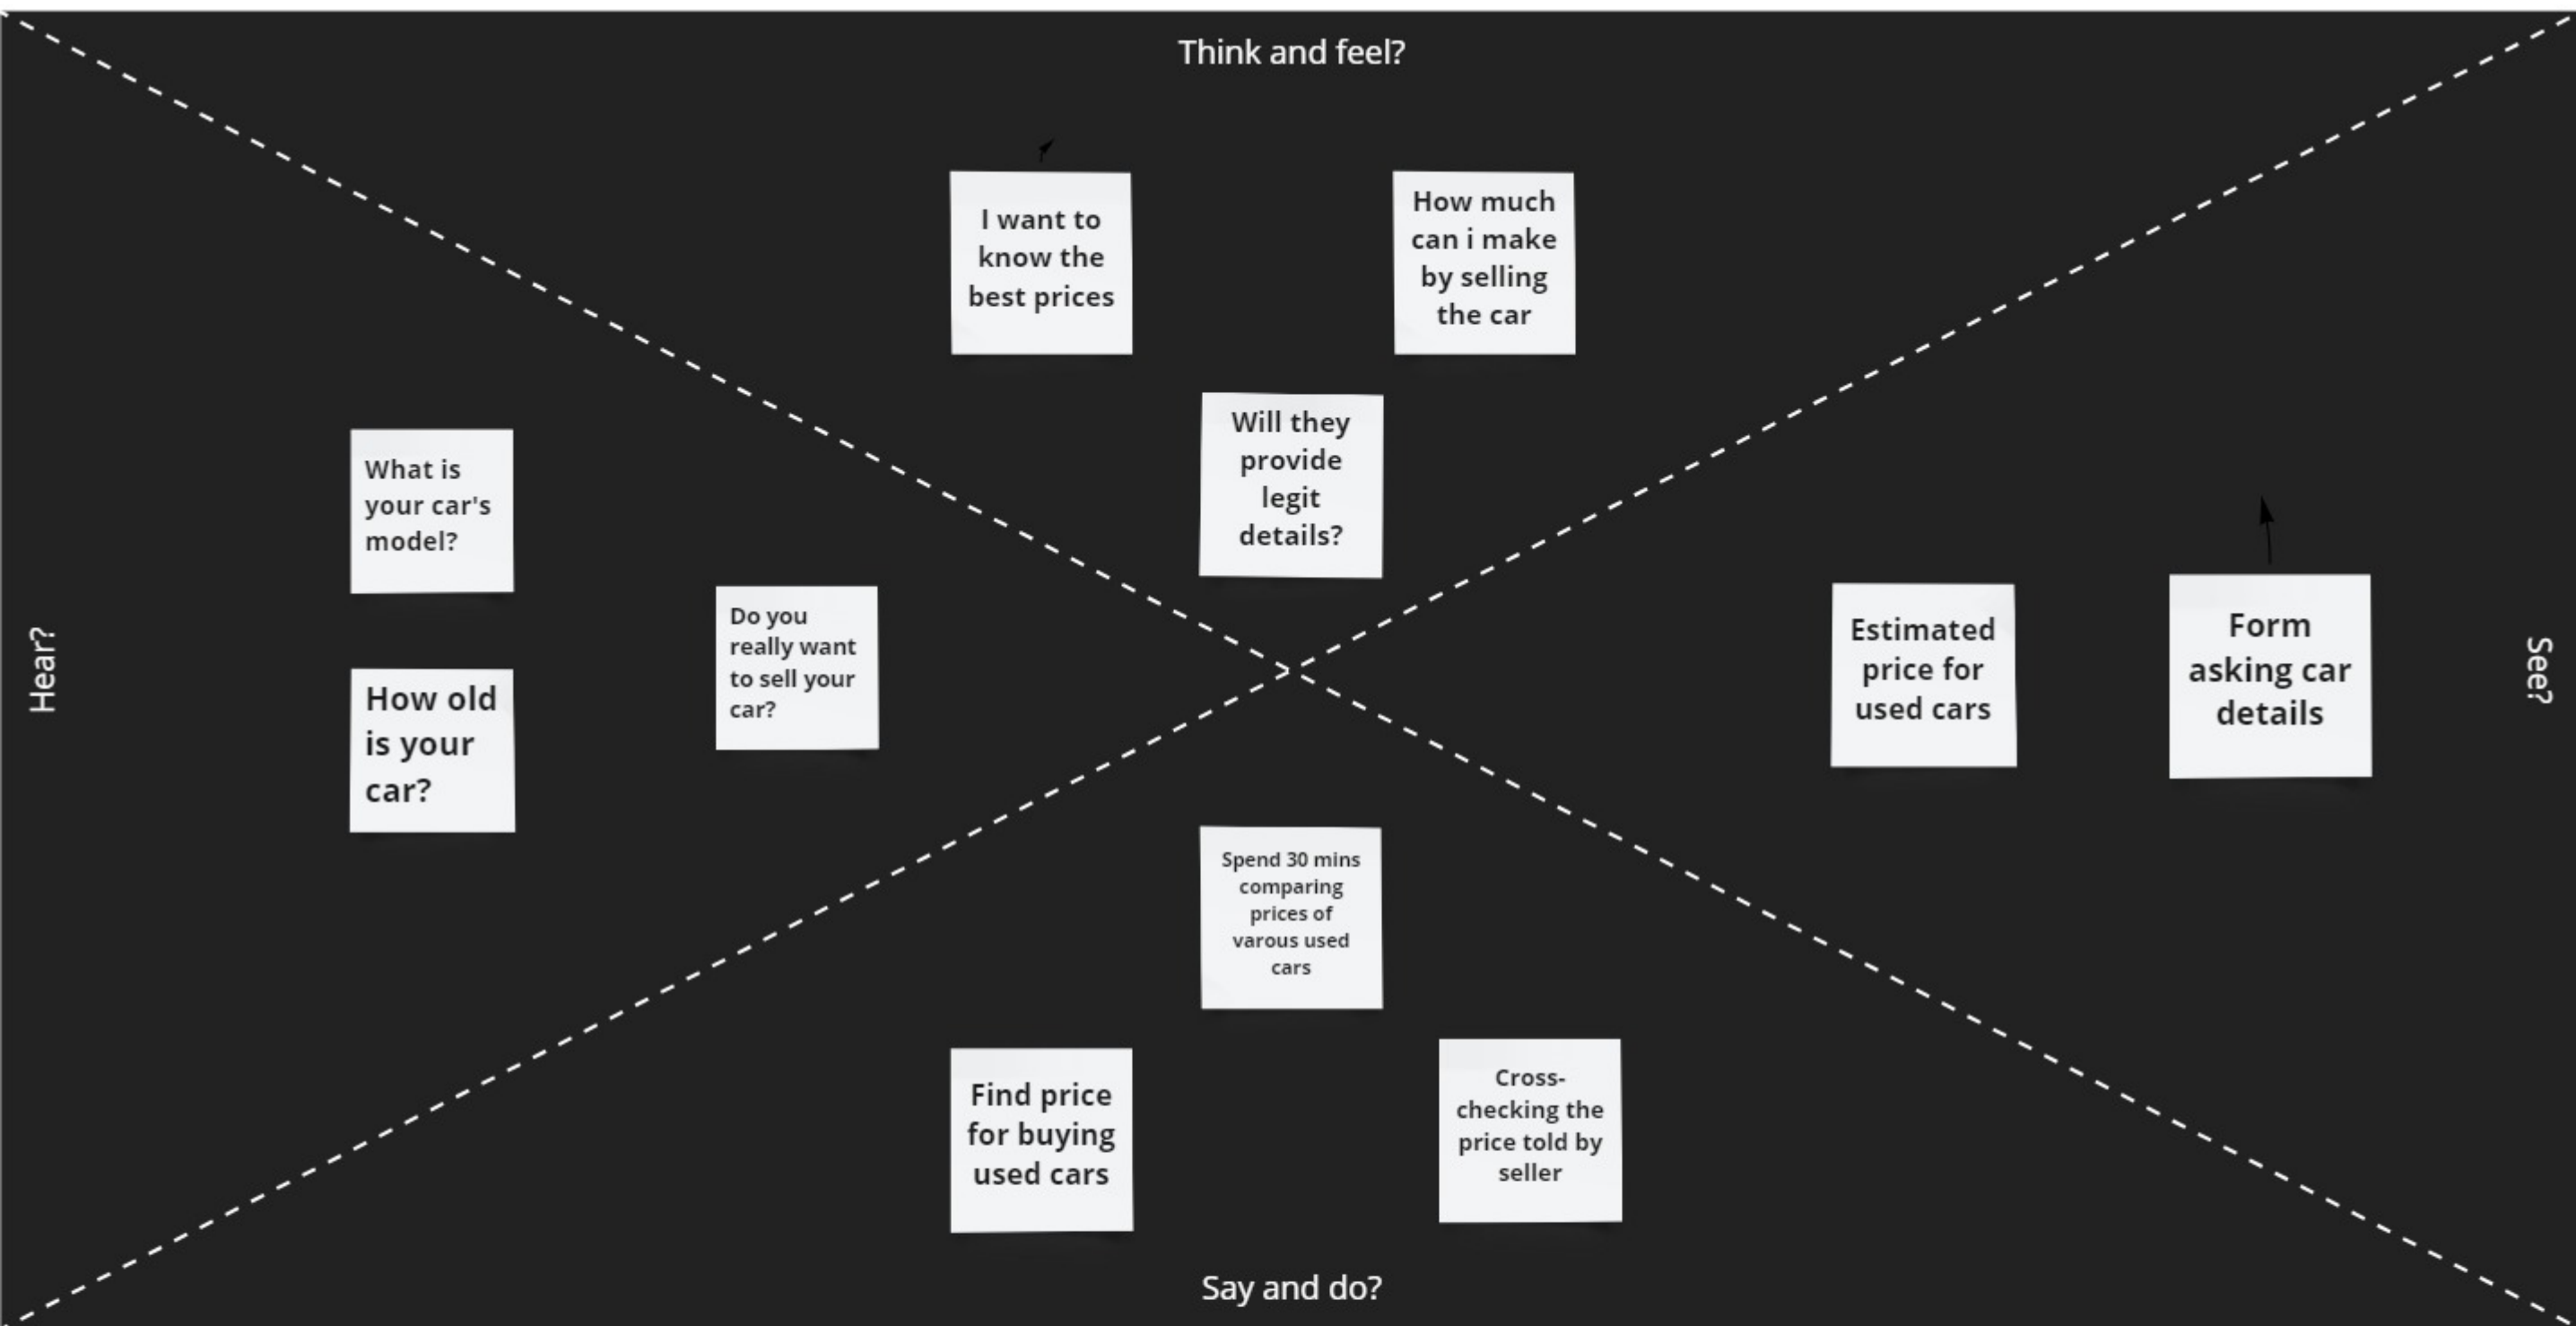 Think and feel?
I want to
know the
best prices
How much
can i make
by selling
the car
Will they
provide
legit
details?
Hear?
What is
your car's
model?
How old
is your
car?
Do you
really want
to sell your
car?
Estimated
price for
used cars
Form
asking car
details
See?
Spend 30 mins
comparing
prices of
varous used
cars
Find price
for buying
used cars
Cross-
checking the
price told by
seller
Say and do?